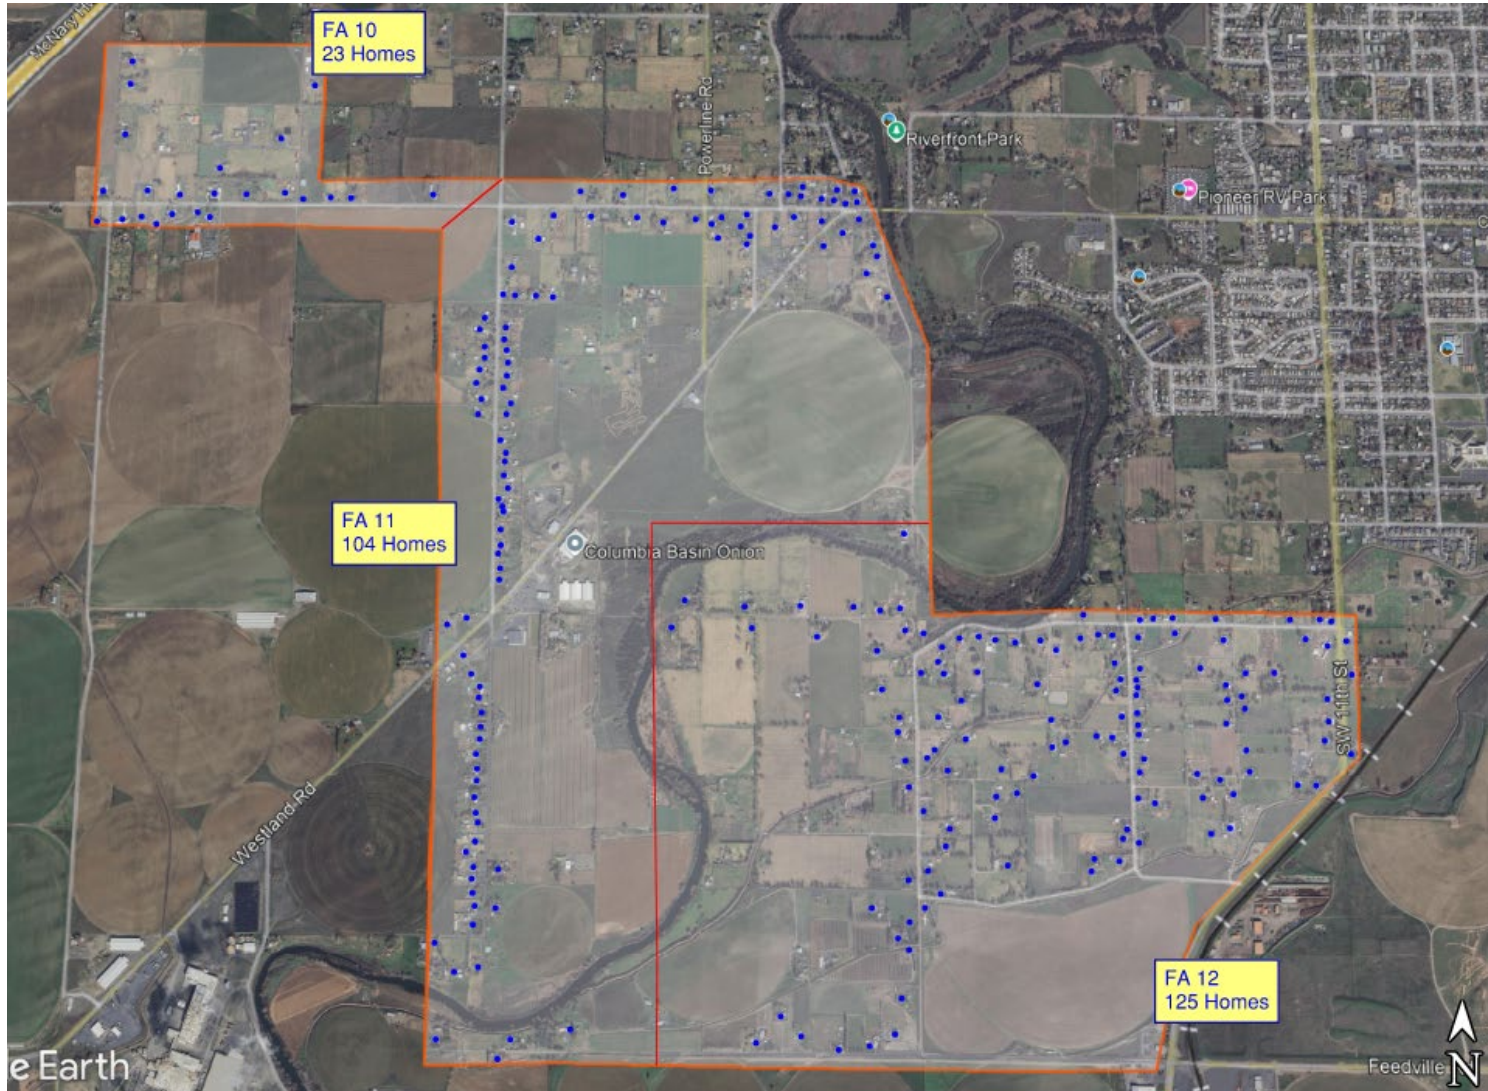 McNary H
FA 10
23 Homes
Powerline Rd
Riverfront Park
Pioneer RV Park
FA 11
104 Homes
Columbia Basin Onion
SW 11th St
Westland Rd
FA 12
125 Homes
Feedville
N
e Earth